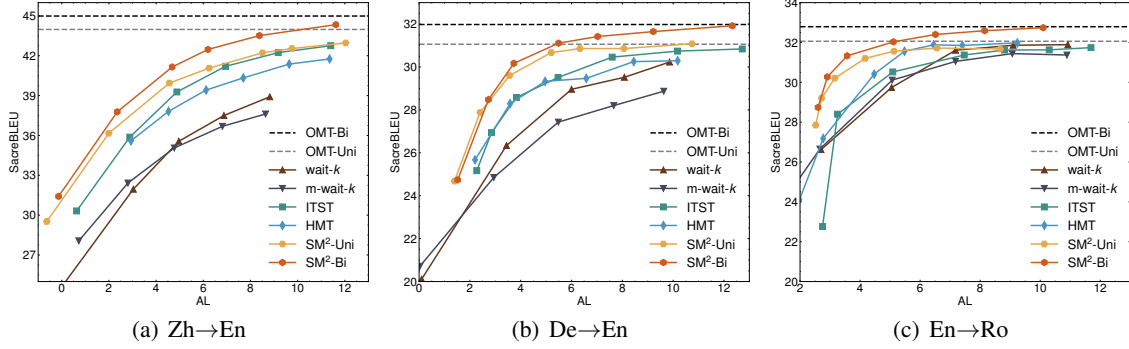 45
42
39
36
33
30
27
SacreBLEU
0 2 4 6 8 10 12
AL
OMT-Bi
OMT-Uni
wait-k
m-wait-k
ITST
HMT
SM²-Uni
SM²-Bi
(a) Zh→En
32
30
28
26
24
22
20
SacreBLEU
0 2 4 6 8 10 12
AL
OMT-Bi
OMT-Uni
wait-k
m-wait-k
ITST
HMT
SM²-Uni
SM²-Bi
(b) De→En
34
32
30
28
26
24
22
20
SacreBLEU
2 4 6 8 10 12
AL
OMT-Bi
OMT-Uni
wait-k
m-wait-k
ITST
HMT
SM²-Uni
SM²-Bi
(c) En→Ro